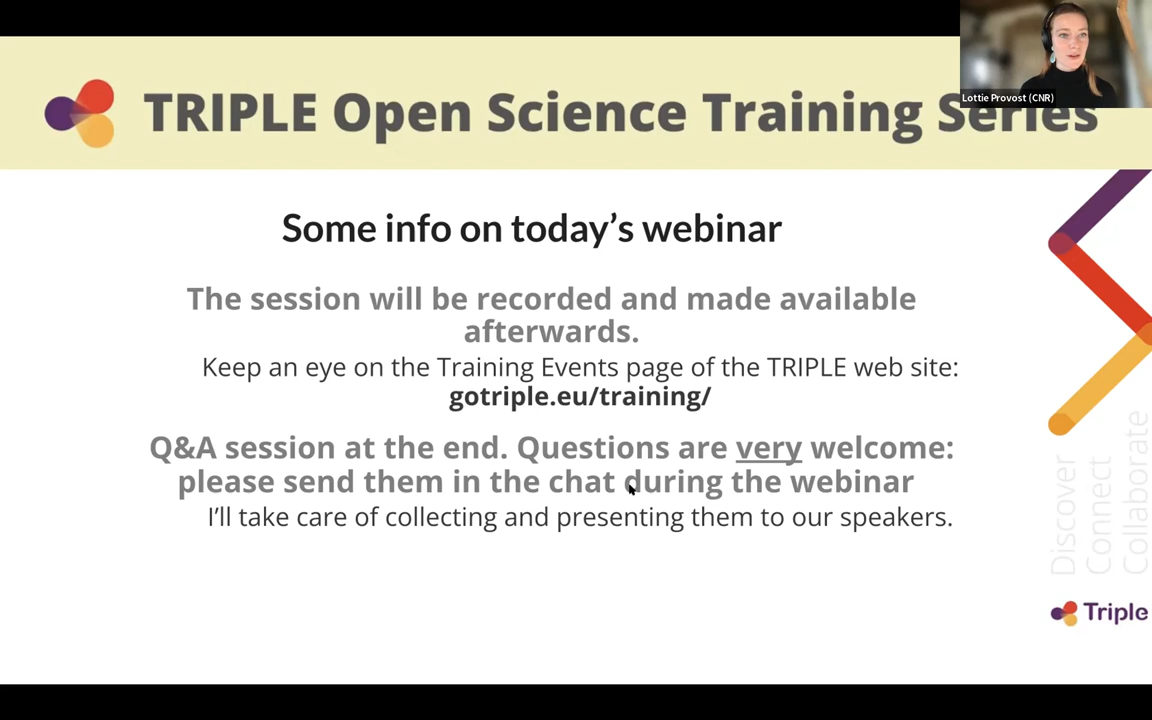 Lottie Provost (CNR)
TRIPLE Open Science Training Series
Some info on today's webinar
The session will be recorded and made available
afterwards.
Keep an eye on the Training Events page of the TRIPLE web site:
gotriple.eu/training/
Q&A session at the end. Questions are very welcome:
please send them in the chat during the webinar
I'll take care of collecting and presenting them to our speakers.
Discover
Connect
Collaborate
Triple